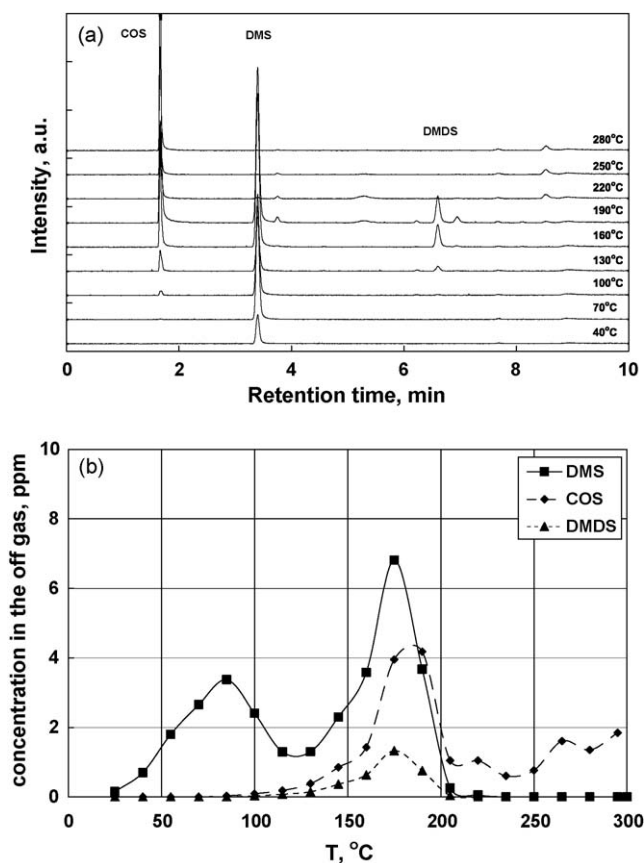 (a)
COS
DMS
DMDS
280°C
250°C
220°C
190°C
160°C
130°C
100°C
70°C
40°C
Intensity, a.u.
0 2 4 6 8 10
Retention time, min
(b)
DMS
COS
DMDS
concentration in the off gas, ppm
10
8
6
4
2
0
0 50 100 150 200 250 300
T, °C